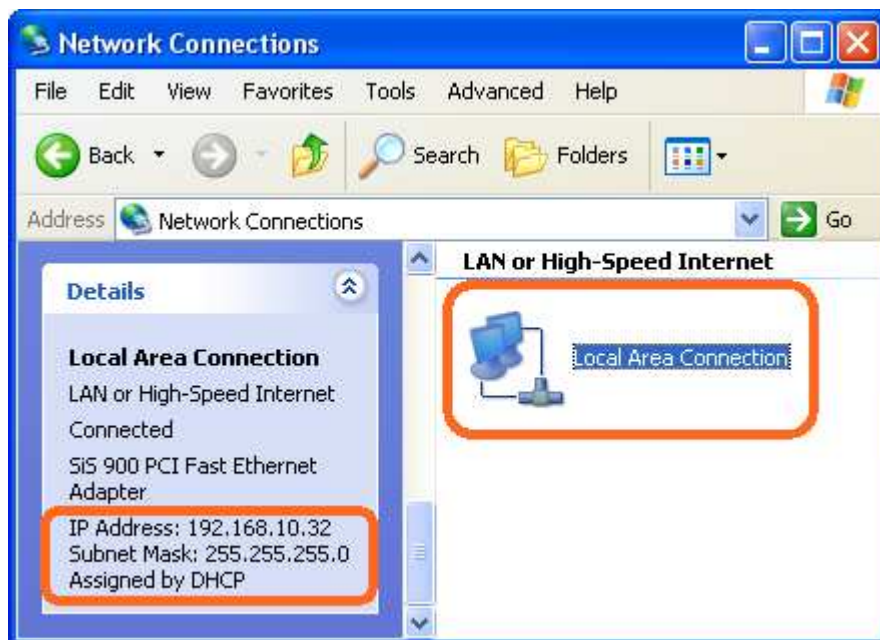 Network Connections
File Edit View Favorites Tools Advanced Help
Back Search Folders
Address Network Connections Go
Details
Local Area Connection
LAN or High-Speed Internet
Connected
SiS 900 PCI Fast Ethernet
Adapter
IP Address: 192.168.10.32
Subnet Mask: 255.255.255.0
Assigned by DHCP
LAN or High-Speed Internet
Local Area Connection